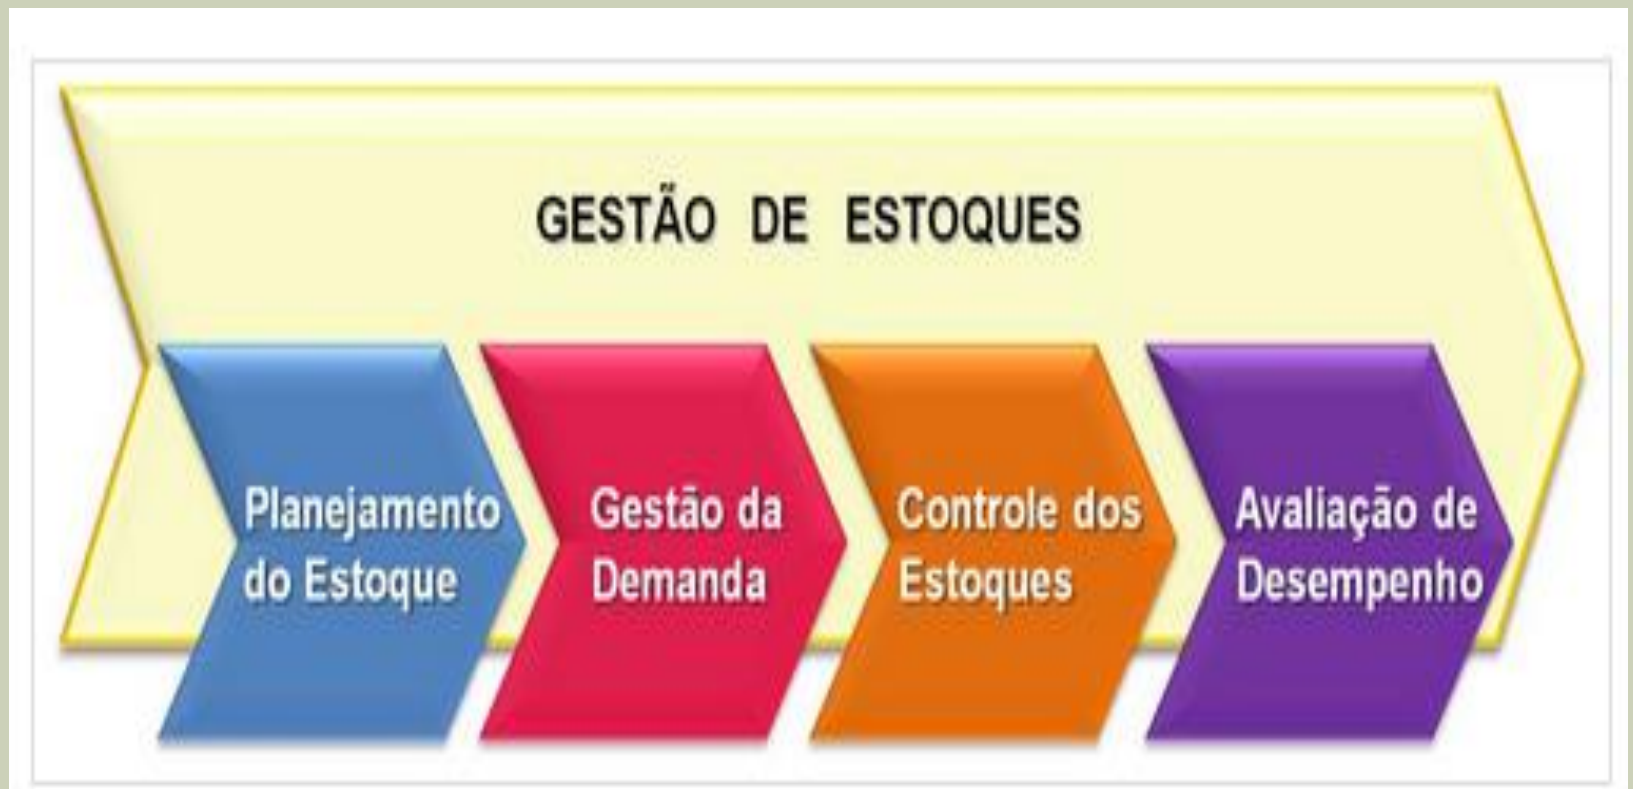 GESTÃO DE ESTOQUES
Planejamento
do Estoque
Gestão da
Demanda
Controle dos
Estoques
Avaliação de
Desempenho